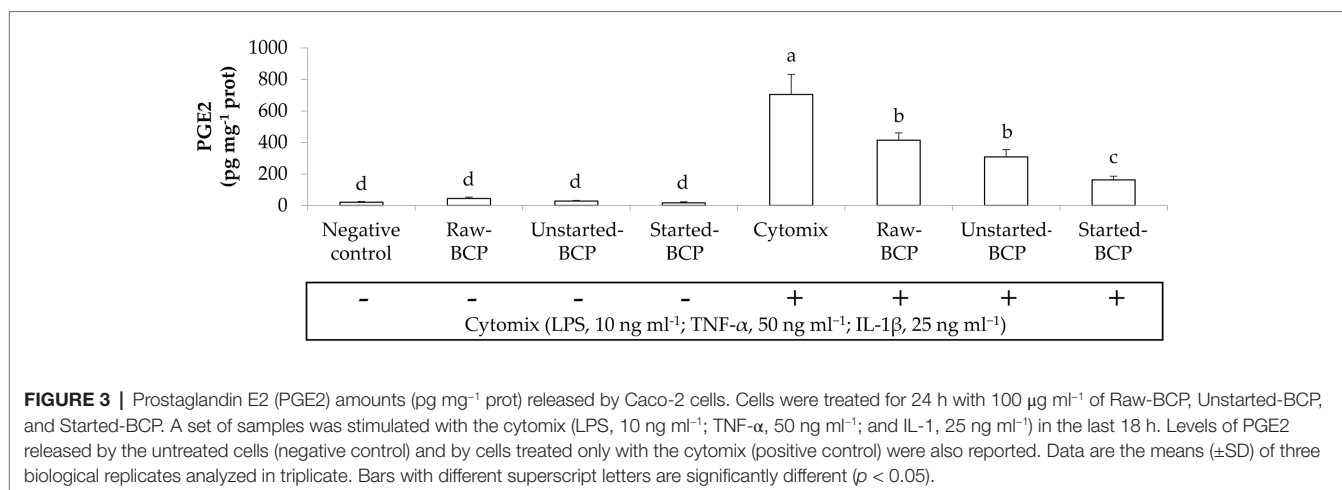 1000
a
800
600
b
b
400
c
200
d
d
d
d
0
PGE2
(pg mg⁻¹ prot)
Negative control
Raw-BCP
Unstarted-BCP
Started-BCP
Cytomix
Raw-BCP
Unstarted-BCP
Started-BCP
- - - - + + + +
Cytomix (LPS, 10 ng ml⁻¹; TNF-α, 50 ng ml⁻¹; IL-1β, 25 ng ml⁻¹)
FIGURE 3 | Prostaglandin E2 (PGE2) amounts (pg mg⁻¹ prot) released by Caco-2 cells. Cells were treated for 24 h with 100 μg ml⁻¹ of Raw-BCP, Unstarted-BCP,
and Started-BCP. A set of samples was stimulated with the cytomix (LPS, 10 ng ml⁻¹; TNF-α, 50 ng ml⁻¹; and IL-1, 25 ng ml⁻¹) in the last 18 h. Levels of PGE2
released by the untreated cells (negative control) and by cells treated only with the cytomix (positive control) were also reported. Data are the means (±SD) of three
biological replicates analyzed in triplicate. Bars with different superscript letters are significantly different (p < 0.05).